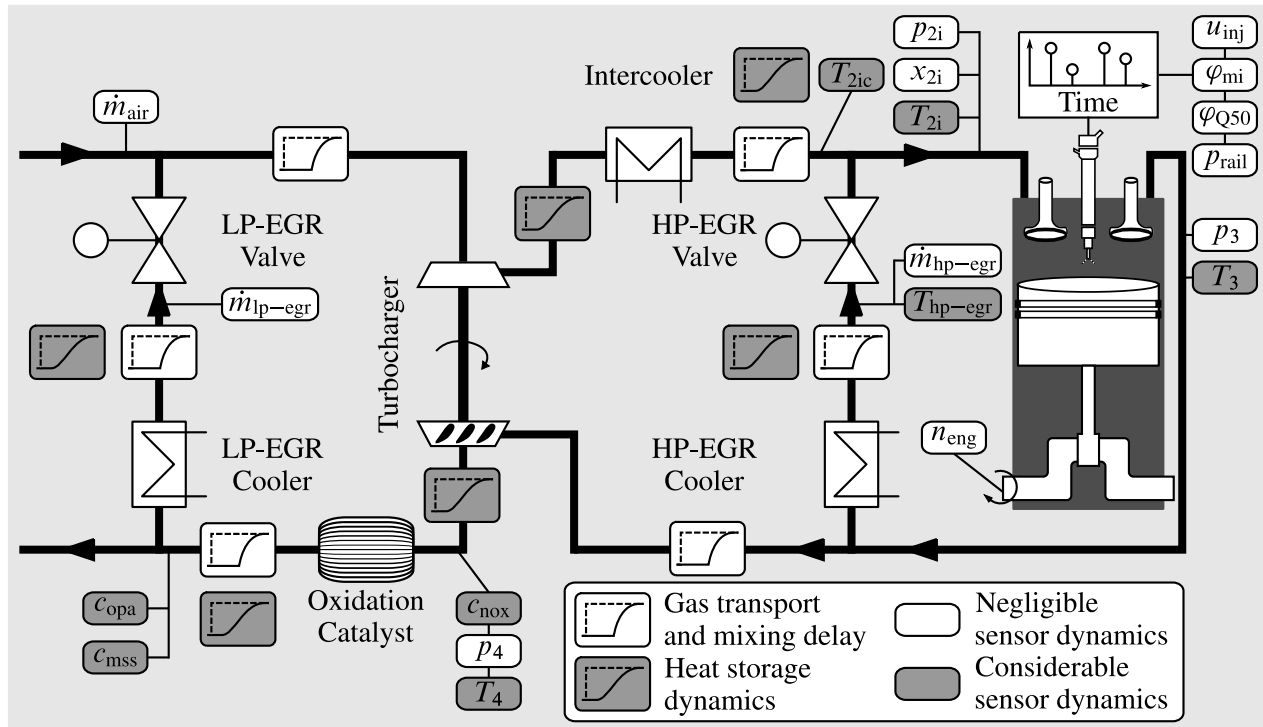 p2i
uinj
Intercooler
T2ic
x2i
φmi
ṁair
Time
T2i
φQ50
prail
LP-EGR
Valve
HP-EGR
Valve
p3
ṁhp−egr
T3
ṁlp−egr
Thp−egr
Turbocharger
LP-EGR
Cooler
HP-EGR
Cooler
neng
Oxidation
Catalyst
copa
cmss
cnox
p4
T4
Gas transport
and mixing delay
Heat storage
dynamics
Negligible
sensor dynamics
Considerable
sensor dynamics